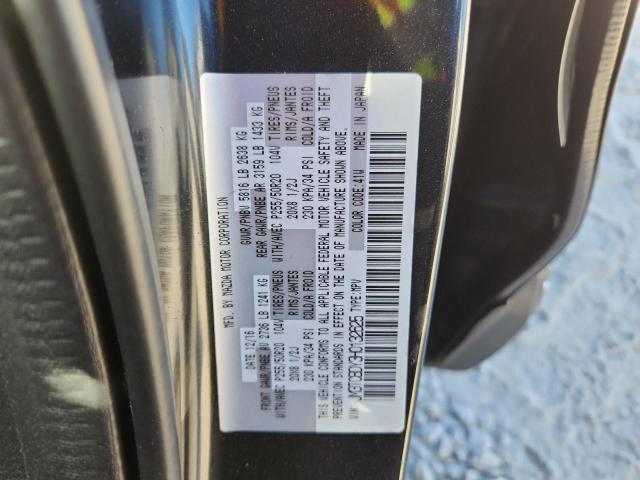 MFD BY MAZDA MOTOR CORPORATION
DATE: 12/16 GVWR/PNBV 5816 LB 2638 KG
FRONT GAWR/PNBE AV 2736 LB 1241 KG REAR GAWR/PNBE AR 3159 LB 1433 KG
WITH/AVEC P255/50R20 104V TIRES/PNEUS WITH/AVEC P255/50R20 104V TIRES/PNEUS
20X8 1/2J RIMS/JANTES 20X8 1/2J RIMS/JANTES
230 KPA/34 PSI COLD/A FROID 230 KPA/34 PSI COLD/A FROID
THIS VEHICLE CONFORMS TO ALL APPLICABLE FEDERAL MOTOR VEHICLE SAFETY AND THEFT
PREVENTION STANDARDS IN EFFECT ON THE DATE OF MANUFACTURE SHOWN ABOVE.
VIN: JM3TCBDY3H0132625
TYPE:MPV COLOR CODE:41W MADE IN JAPAN